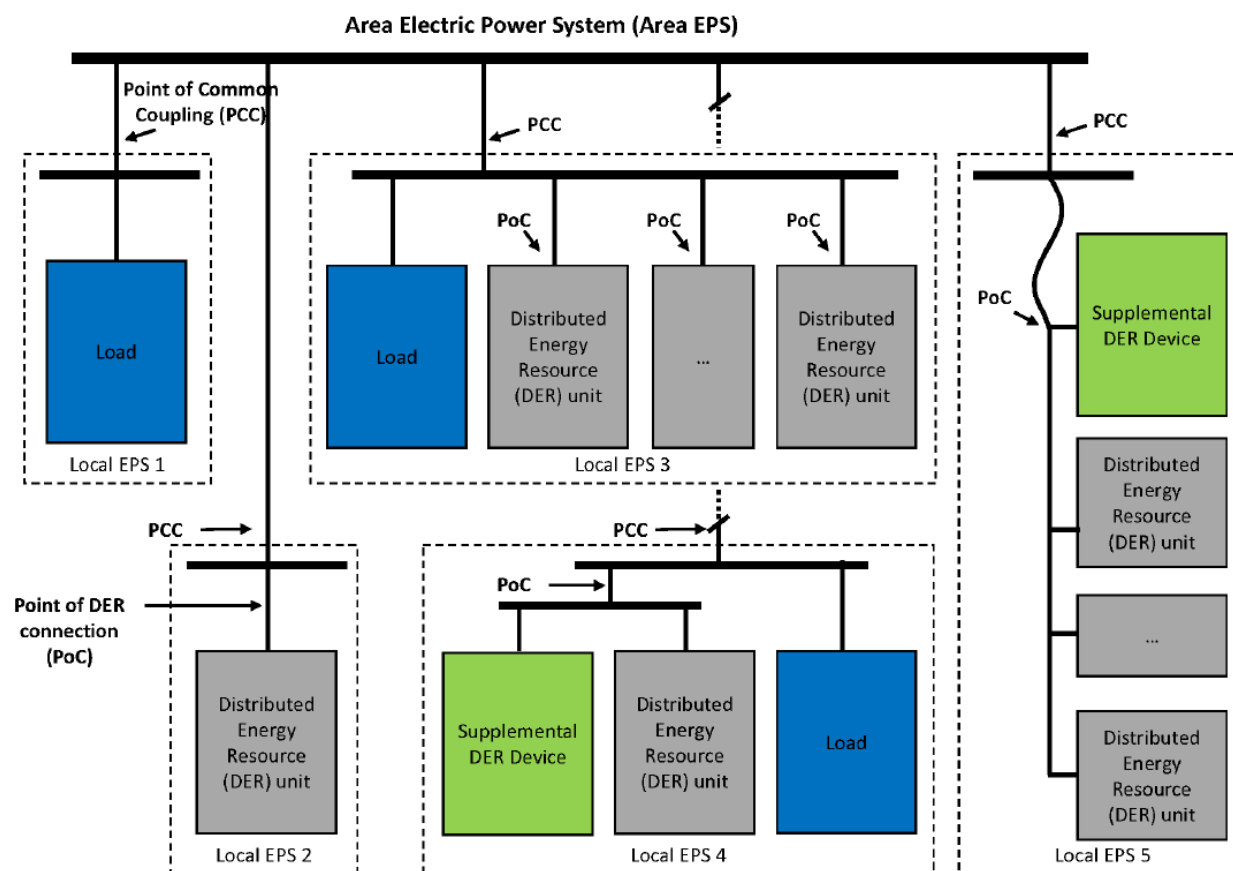 Area Electric Power System (Area EPS)
Point of Common
Coupling (PCC)
PCC
PCC
PoC
PoC
PoC
Load
Local EPS 1
Load
Distributed
Energy
Resource
(DER) unit
...
Distributed
Energy
Resource
(DER) unit
Local EPS 3
PoC
Supplemental
DER Device
Distributed
Energy
Resource
(DER) unit
...
Distributed
Energy
Resource
(DER) unit
Local EPS 5
PCC
Point of DER
connection
(PoC)
Distributed
Energy
Resource
(DER) unit
Local EPS 2
PCC
PoC
Supplemental
DER Device
Distributed
Energy
Resource
(DER) unit
Load
Local EPS 4